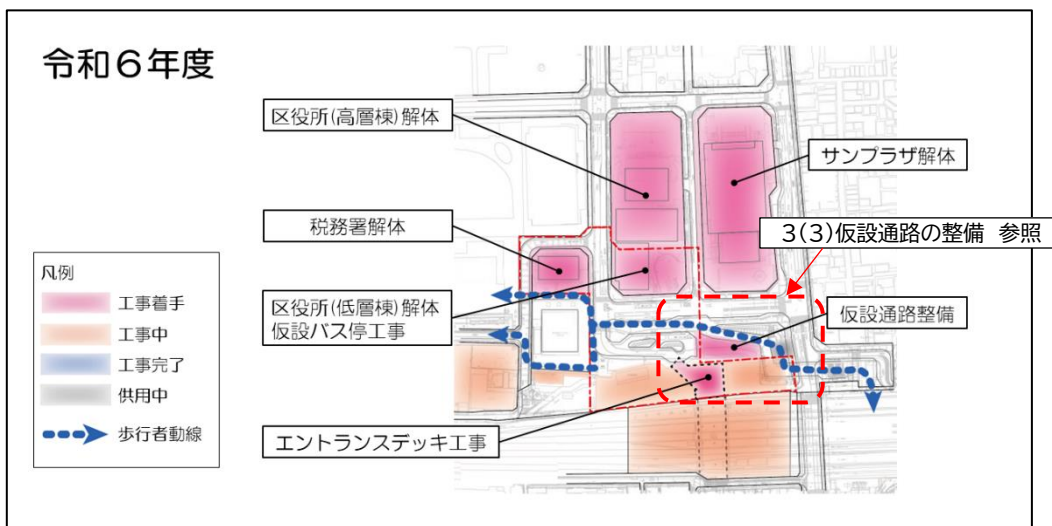 令和６年度
区役所(高層棟)解体
サンプラザ解体
税務署解体
３(３)仮設通路の整備 参照
区役所(低層棟)解体
仮設バス停工事
仮設通路整備
エントランスデッキ工事
凡例
工事着手
工事中
工事完了
供用中
歩行者動線